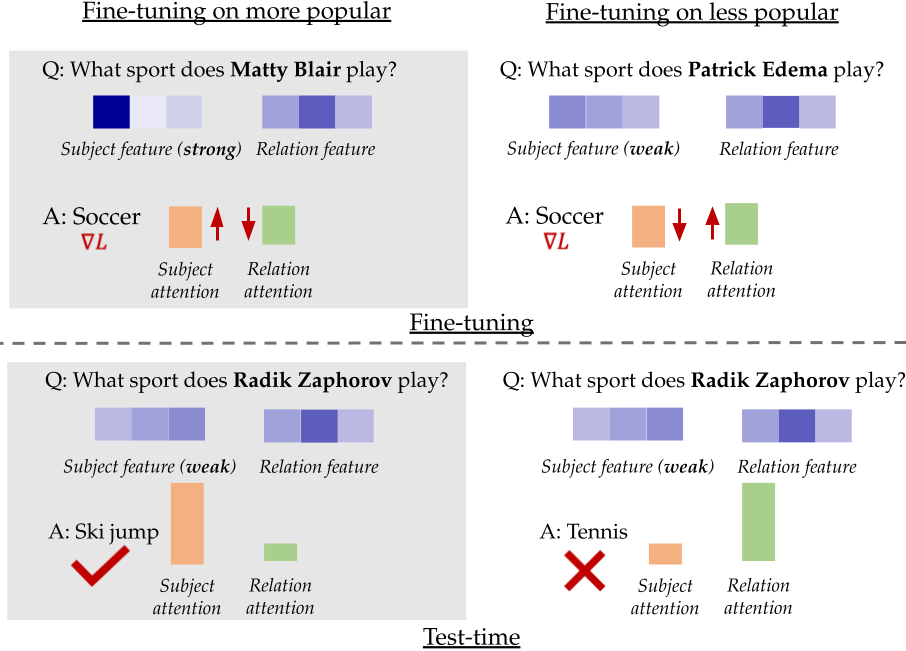 Fine-tuning on more popular
Fine-tuning on less popular
Q: What sport does Matty Blair play?
Subject feature (strong)
Relation feature
A: Soccer
∇L
Subject
attention
Relation
attention
Q: What sport does Patrick Edema play?
Subject feature (weak)
Relation feature
A: Soccer
∇L
Subject
attention
Relation
attention
Fine-tuning
Q: What sport does Radik Zaphorov play?
Subject feature (weak)
Relation feature
A: Ski jump
Subject
attention
Relation
attention
Q: What sport does Radik Zaphorov play?
Subject feature (weak)
Relation feature
A: Tennis
Subject
attention
Relation
attention
Test-time